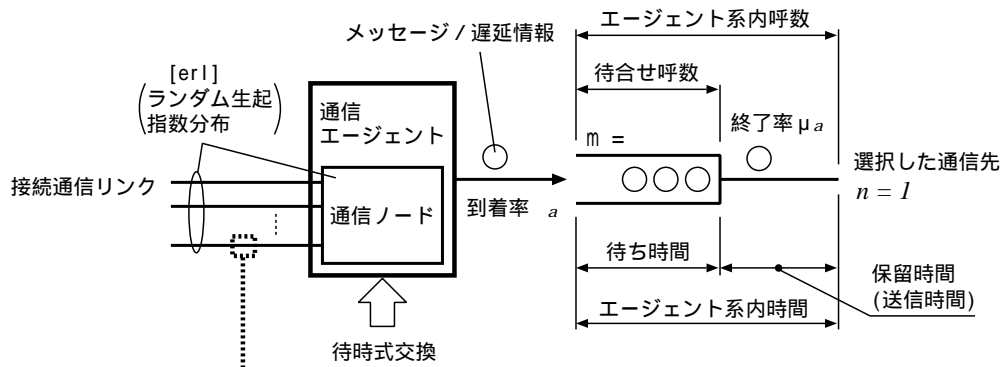 エージェント系内呼数
メッセージ / 遅延情報
待合せ呼数
[erl]
ランダム生起
指数分布
通信
エージェント
終了率 μa
m =
選択した通信先
n = 1
接続通信リンク
通信ノード
到着率 a
待ち時間
保留時間
(送信時間)
エージェント系内時間
待時式交換